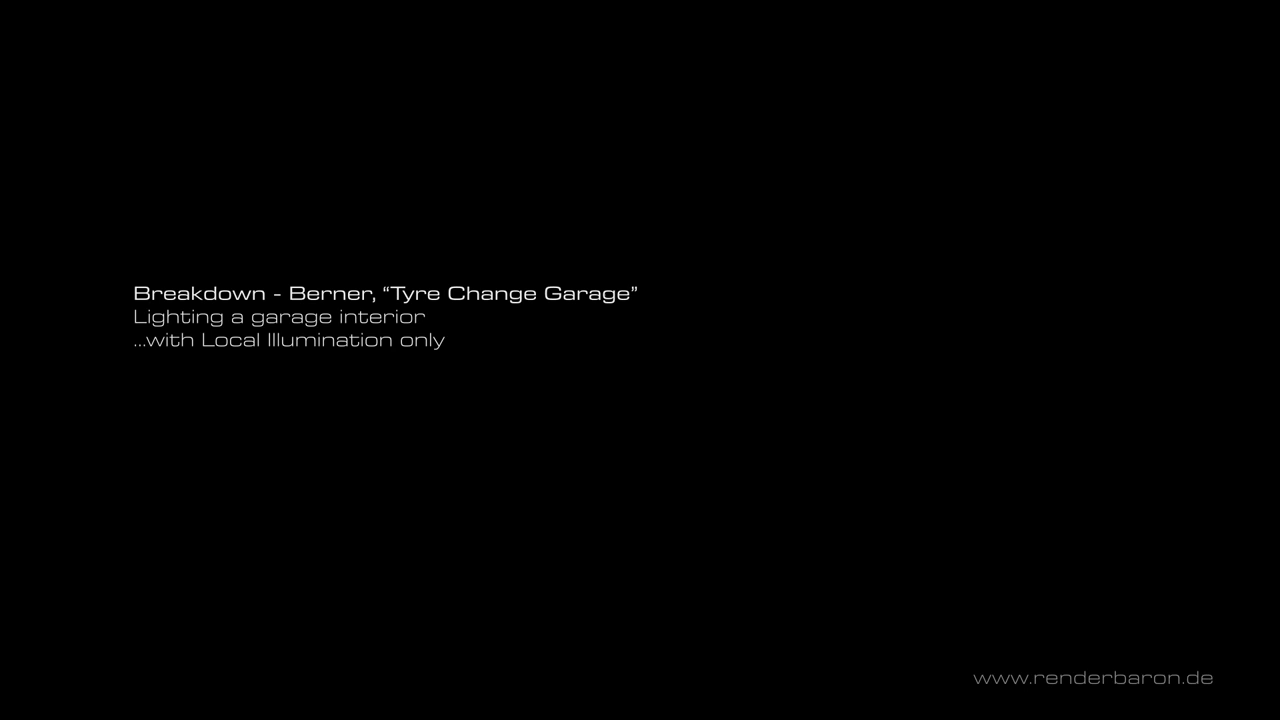 Breakdown - Berner, “Tyre Change Garage”
Lighting a garage interior
...with Local Illumination only
www.renderbaron.de